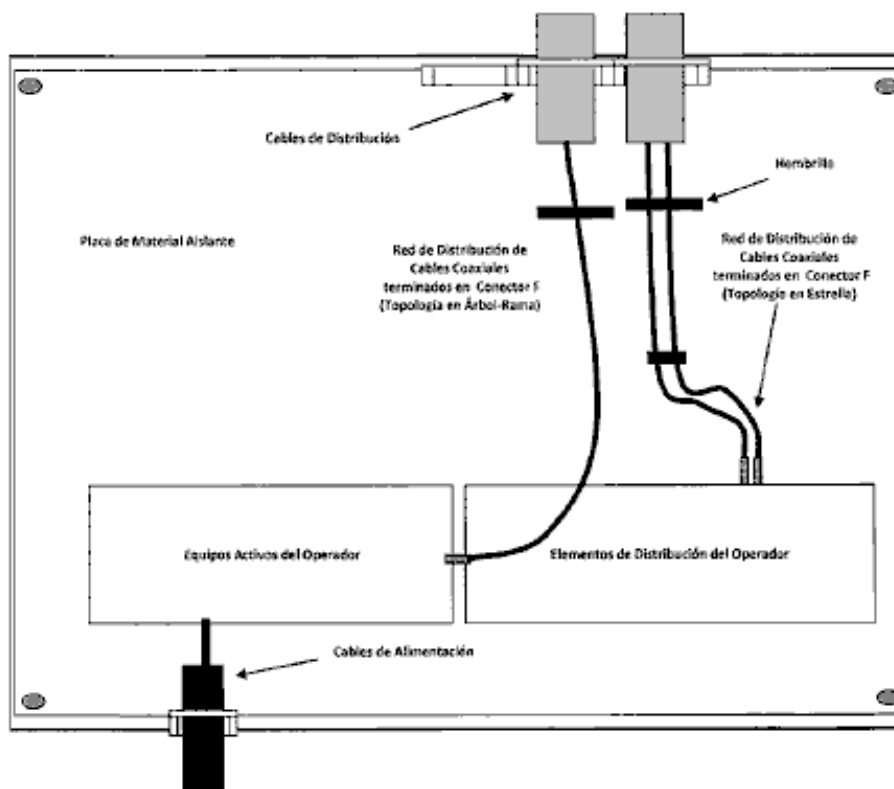 Cables de Distribución
Hembrilla
Placa de Material Aislante
Red de Distribución de
Cables Coaxiales
terminados en Conector F
(Topología en Árbol-Rama)
Red de Distribución de
Cables Coaxiales
terminados en Conector F
(Topología en Estrella)
Equipos Activos del Operador
Elementos de Distribución del Operador
Cables de Alimentación